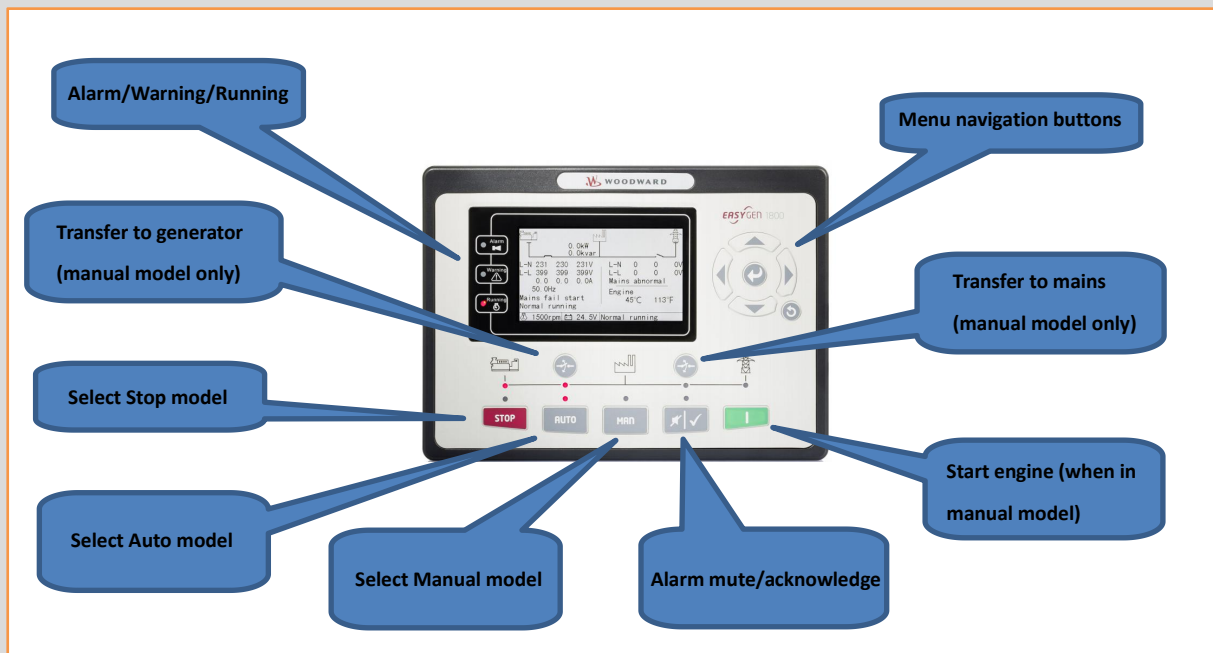 Alarm/Warning/Running
Menu navigation buttons
WOODWARD
EASYGEN 1800
Transfer to generator
(manual model only)
Alarm
Warning
Running
0.0kW
0.0kvar
L-N 231 230 231V
L-L 399 399 399V
0.0 0.0 0.0A
50.0Hz
Mains fail start
Normal running
L-N 0 0 0V
L-L 0 0 0V
Mains abnormal
Engine
45℃ 113℉
1500rpm 24.5V Normal running
Transfer to mains
(manual model only)
Select Stop model
STOP
AUTO
MAN
Start engine (when in
manual model)
Select Auto model
Select Manual model
Alarm mute/acknowledge